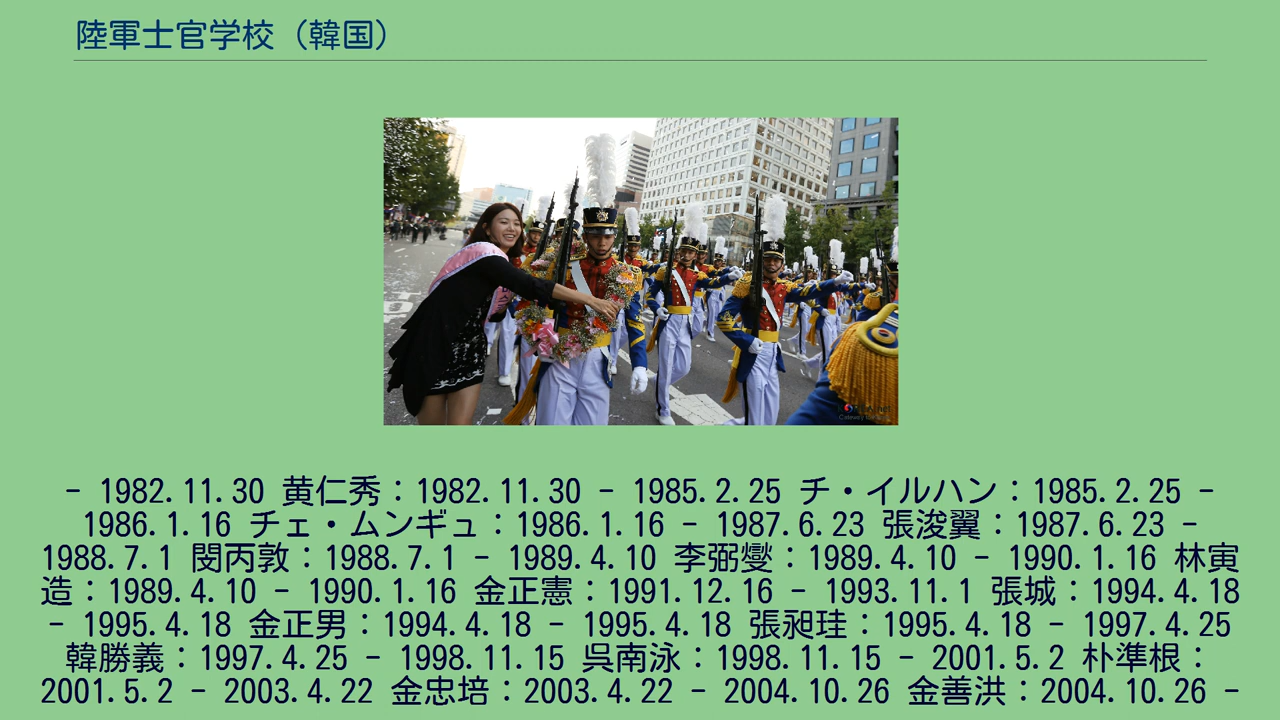 陸軍士官学校（韓国）
- 1982.11.30 黄仁秀：1982.11.30 - 1985.2.25 チ・イルハン：1985.2.25 -
1986.1.16 チェ・ムンギュ：1986.1.16 - 1987.6.23 張浚翼：1987.6.23 -
1988.7.1 閔丙敦：1988.7.1 - 1989.4.10 李弼燮：1989.4.10 - 1990.1.16 林寅
造：1989.4.10 - 1990.1.16 金正憲：1991.12.16 - 1993.11.1 張城：1994.4.18
- 1995.4.18 金正男：1994.4.18 - 1995.4.18 張昶珪：1995.4.18 - 1997.4.25
韓勝義：1997.4.25 - 1998.11.15 呉南泳：1998.11.15 - 2001.5.2 朴準根：
2001.5.2 - 2003.4.22 金忠培：2003.4.22 - 2004.10.26 金善洪：2004.10.26 -